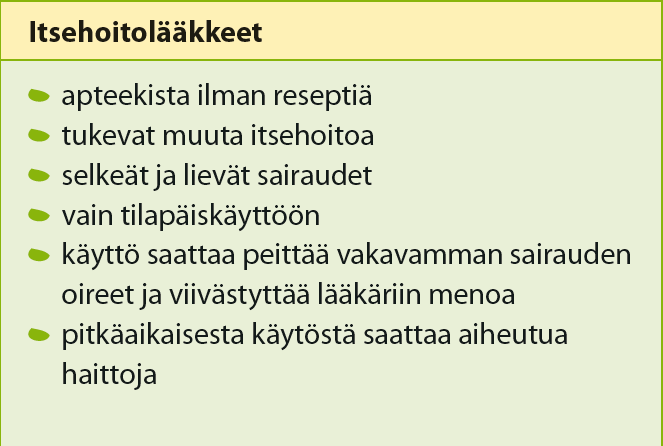 Itsehoitolääkkeet
apteekista ilman reseptiä
tukevat muuta itsehoitoa
selkeät ja lievät sairaudet
vain tilapäiskäyttöön
käyttö saattaa peittää vakavamman sairauden
oireet ja viivästyttää lääkäriin menoa
pitkäaikaisesta käytöstä saattaa aiheutua
haittoja